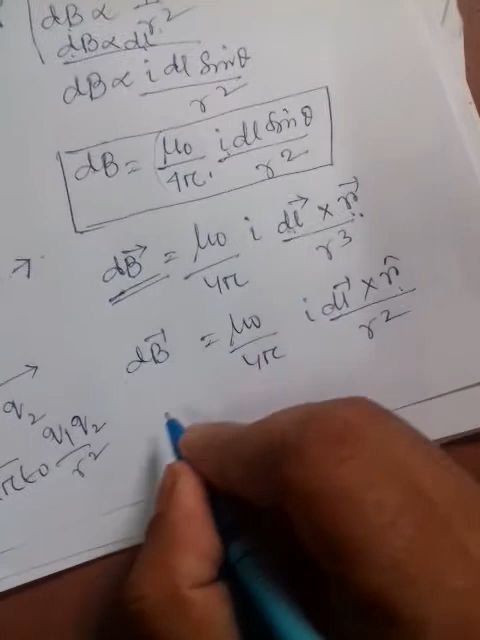 dB ∝
dB ∝ dl r²
dB ∝ i dl Sinθ / r²
dB = μ₀/4π · i dl Sinθ / r²
→ dB⃗ = μ₀/4π i dl⃗ × r⃗ / r³
dB⃗ = μ₀/4π i dl⃗ × r̂ / r²
q₂
q₁q₂ / r²